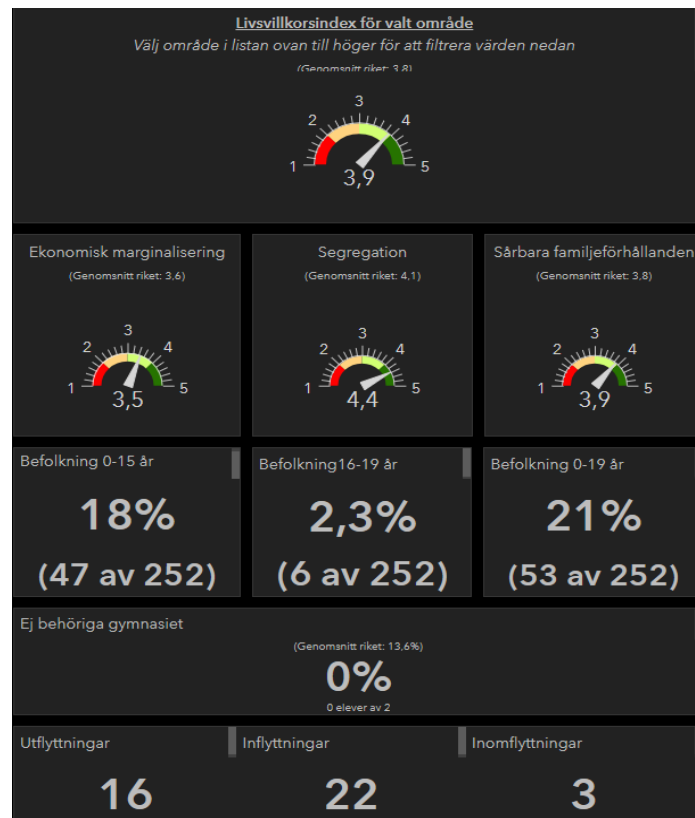 Livsvillkorsindex för valt område
Välj område i listan ovan till höger för att filtrera värden nedan
(Genomsnitt riket: 3,8)
1 2 3 4 5
3,9
Ekonomisk marginalisering
(Genomsnitt riket: 3,6)
1 2 3 4 5
3,5
Segregation
(Genomsnitt riket: 4,1)
1 2 3 4 5
4,4
Sårbara familjeförhållanden
(Genomsnitt riket: 3,8)
1 2 3 4 5
3,9
Befolkning 0-15 år
18%
(47 av 252)
Befolkning16-19 år
2,3%
(6 av 252)
Befolkning 0-19 år
21%
(53 av 252)
Ej behöriga gymnasiet
(Genomsnitt riket: 13,6%)
0%
0 elever av 2
Utflyttningar
16
Inflyttningar
22
Inomflyttningar
3